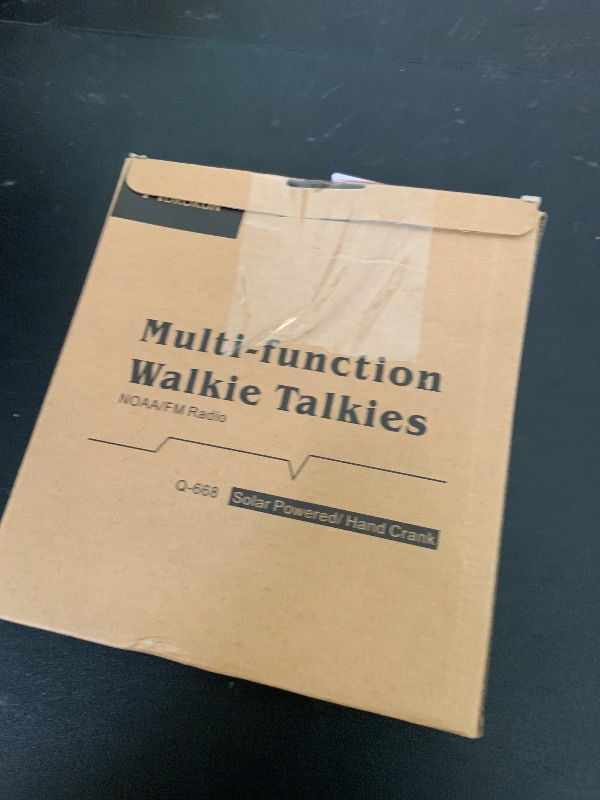 Multi-function
Walkie Talkies
NOAA/FM Radio
Q-668 Solar Powered/ Hand Crank